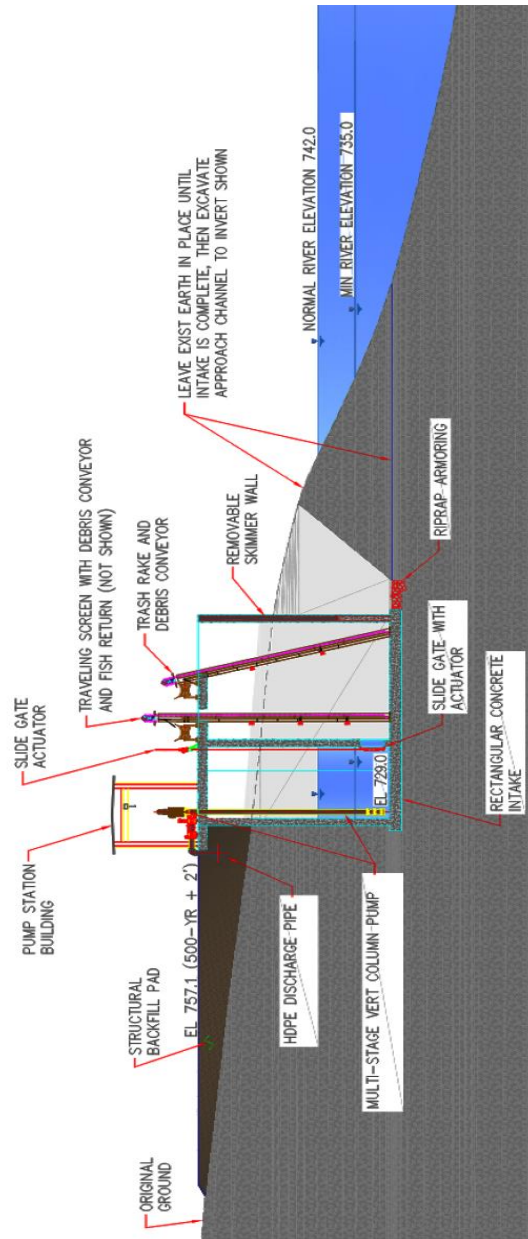 ORIGINAL
GROUND
STRUCTURAL
BACKFILL PAD
EL 757.1 (500-YR + 2')
PUMP STATION
BUILDING
SLIDE GATE
ACTUATOR
TRAVELING SCREEN WITH DEBRIS CONVEYOR
AND FISH RETURN (NOT SHOWN)
TRASH RAKE AND
DEBRIS CONVEYOR
REMOVABLE
SKIMMER WALL
LEAVE EXIST EARTH IN PLACE UNTIL
INTAKE IS COMPLETE, THEN EXCAVATE
APPROACH CHANNEL TO INVERT SHOWN
NORMAL RIVER ELEVATION 742.0
MIN RIVER ELEVATION 735.0
HDPE DISCHARGE PIPE
MULTI-STAGE VERT COLUMN PUMP
EL 729.0
RECTANGULAR CONCRETE
INTAKE
SLIDE GATE WITH
ACTUATOR
RIPRAP ARMORING